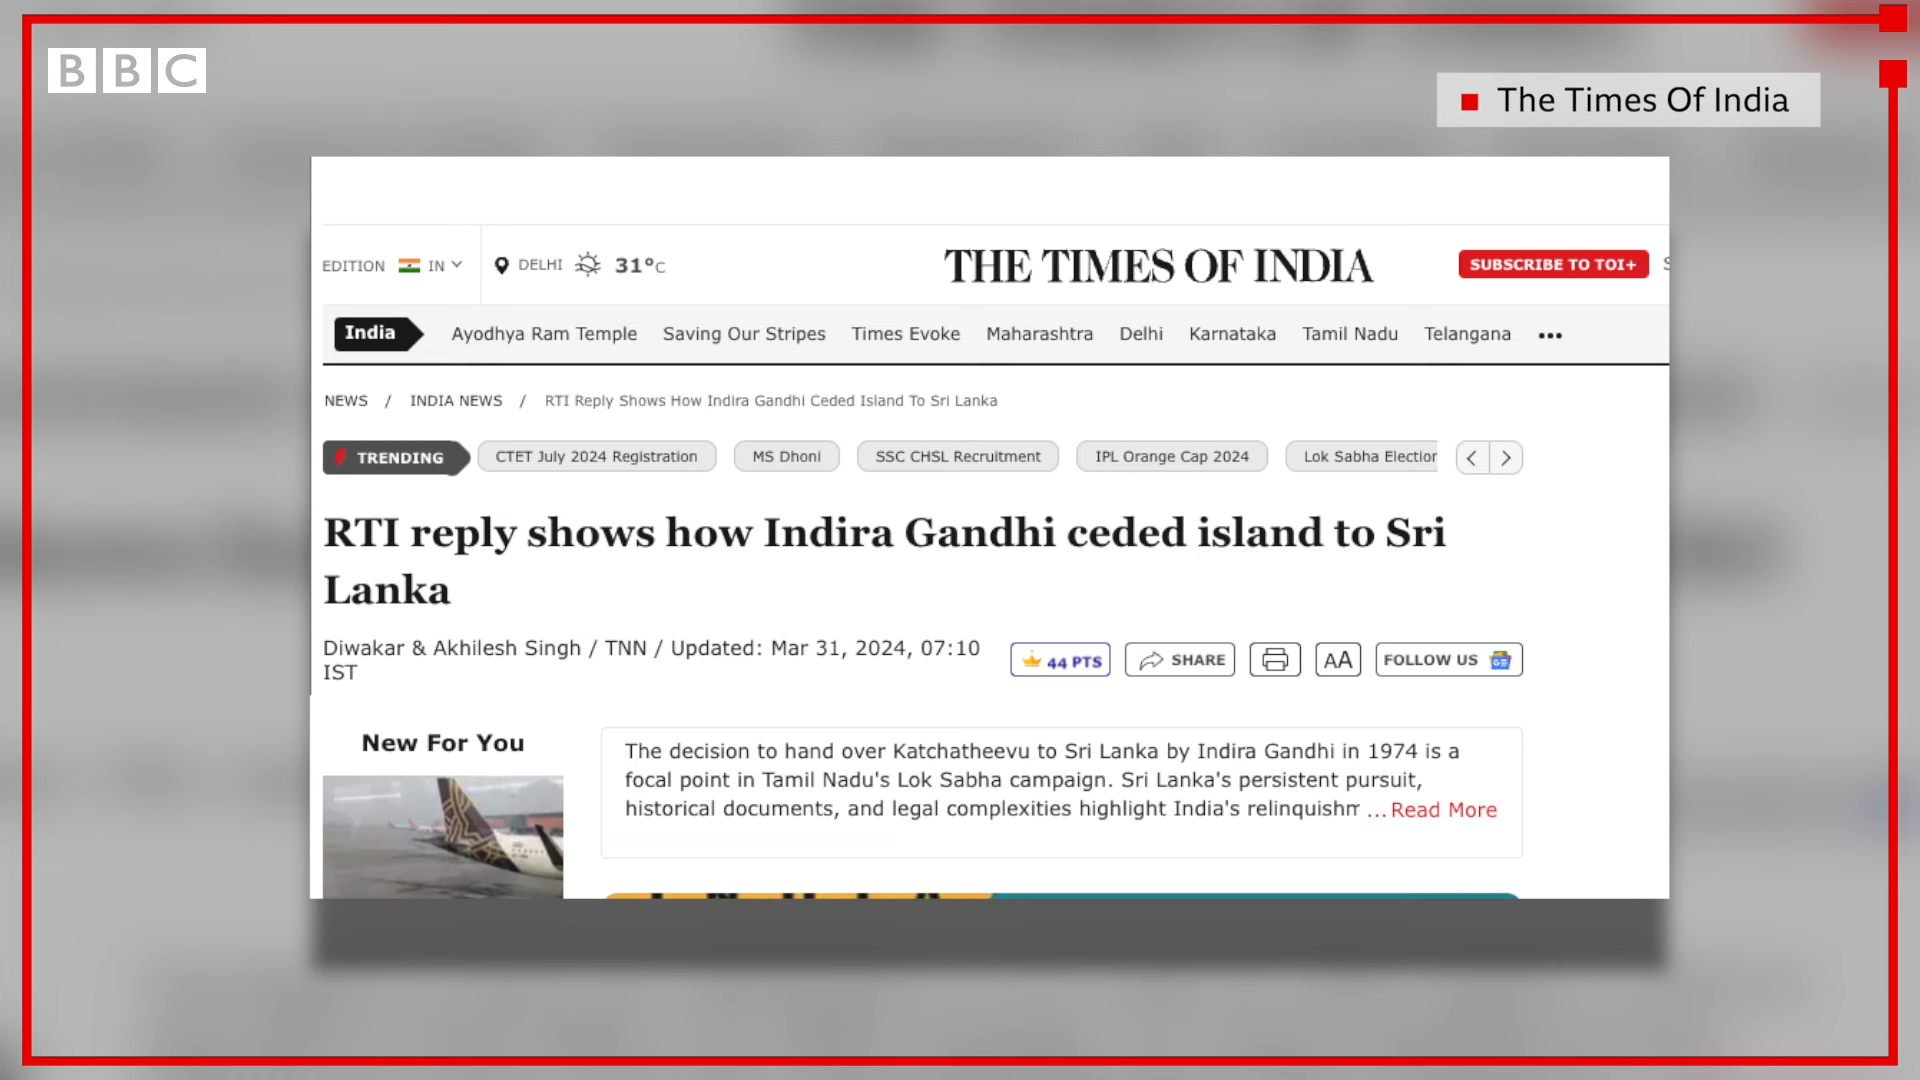 BBC
The Times Of India
EDITION IN DELHI 31°C THE TIMES OF INDIA SUBSCRIBE TO TOI+
India Ayodhya Ram Temple Saving Our Stripes Times Evoke Maharashtra Delhi Karnataka Tamil Nadu Telangana •••
NEWS / INDIA NEWS / RTI Reply Shows How Indira Gandhi Ceded Island To Sri Lanka
TRENDING CTET July 2024 Registration MS Dhoni SSC CHSL Recruitment IPL Orange Cap 2024 Lok Sabha Election
RTI reply shows how Indira Gandhi ceded island to Sri
Lanka
Diwakar & Akhilesh Singh / TNN / Updated: Mar 31, 2024, 07:10
IST
44 PTS SHARE AA FOLLOW US
New For You
The decision to hand over Katchatheevu to Sri Lanka by Indira Gandhi in 1974 is a
focal point in Tamil Nadu's Lok Sabha campaign. Sri Lanka's persistent pursuit,
historical documents, and legal complexities highlight India's relinquishm ...Read More